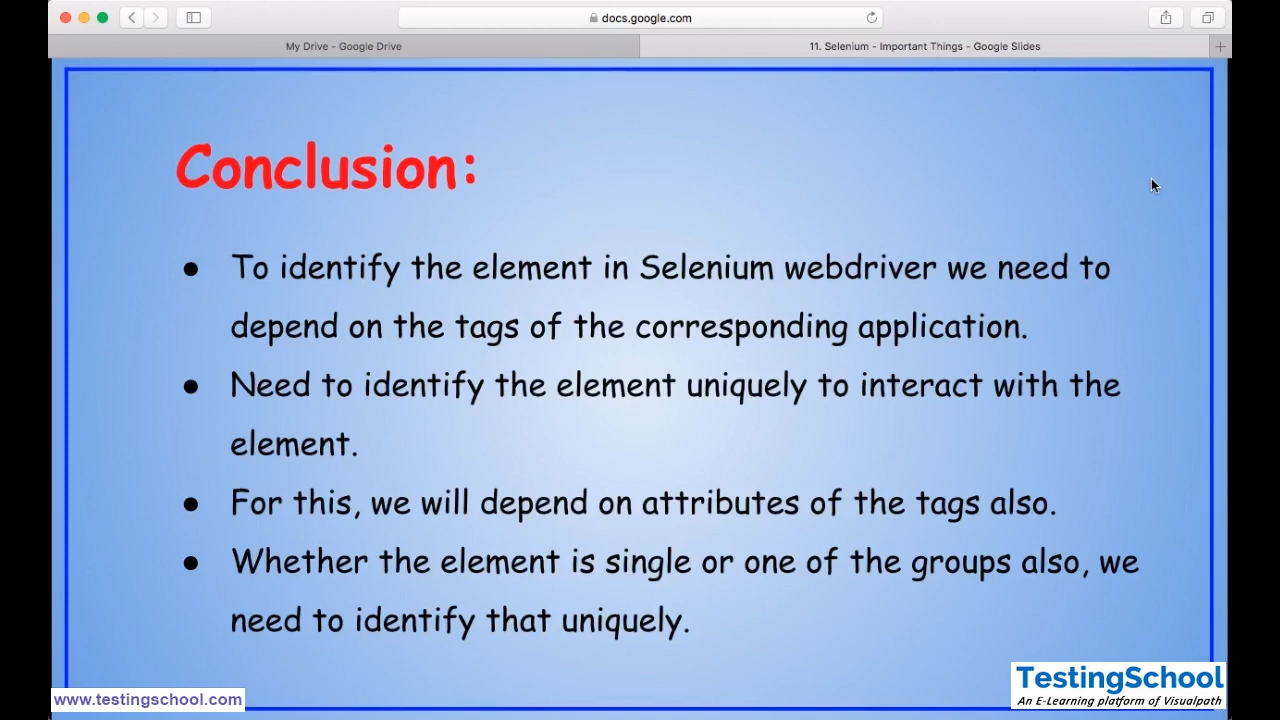 docs.google.com
My Drive - Google Drive
11. Selenium - Important Things - Google Slides
Conclusion:
● To identify the element in Selenium webdriver we need to
depend on the tags of the corresponding application.
● Need to identify the element uniquely to interact with the
element.
● For this, we will depend on attributes of the tags also.
● Whether the element is single or one of the groups also, we
need to identify that uniquely.
www.testingschool.com
TestingSchool
An E-Learning platform of Visualpath